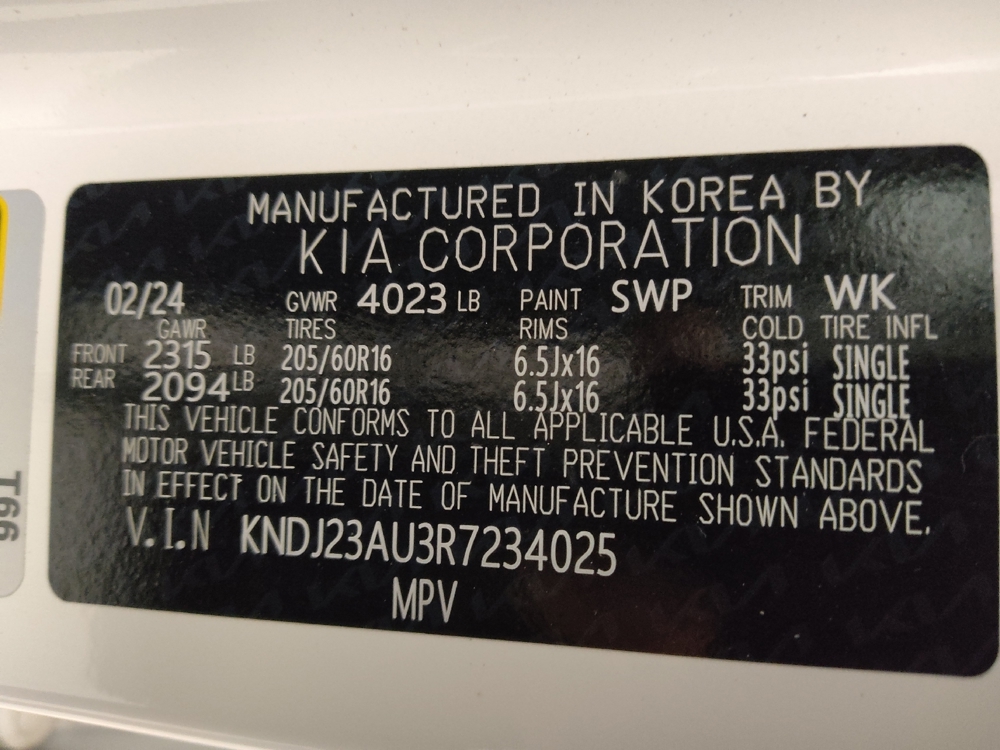 MANUFACTURED IN KOREA BY
KIA CORPORATION
02/24 GVWR 4023 LB PAINT SWP TRIM WK
GAWR TIRES RIMS COLD TIRE INFL
FRONT 2315 LB 205/60R16 6.5Jx16 33psi SINGLE
REAR 2094 LB 205/60R16 6.5Jx16 33psi SINGLE
THIS VEHICLE CONFORMS TO ALL APPLICABLE U.S.A. FEDERAL
MOTOR VEHICLE SAFETY AND THEFT PREVENTION STANDARDS
IN EFFECT ON THE DATE OF MANUFACTURE SHOWN ABOVE.
V.I.N KNDJ23AU3R7234025
MPV